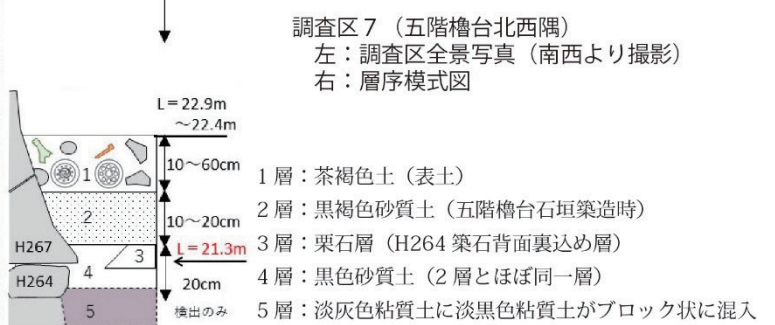 調査区7（五階櫓台北西隅）
左：調査区全景写真（南西より撮影）
右：層序模式図
L＝22.9m
～22.4m
1
10～60cm
2
10～20cm
H267
3
L＝21.3m
4
H264
20cm
5
検出のみ
1層：茶褐色土（表土）
2層：黒褐色砂質土（五階櫓台石垣築造時）
3層：栗石層（H264築石背面裏込め層）
4層：黒色砂質土（2層とほぼ同一層）
5層：淡灰色粘質土に淡黒色粘質土がブロック状に混入